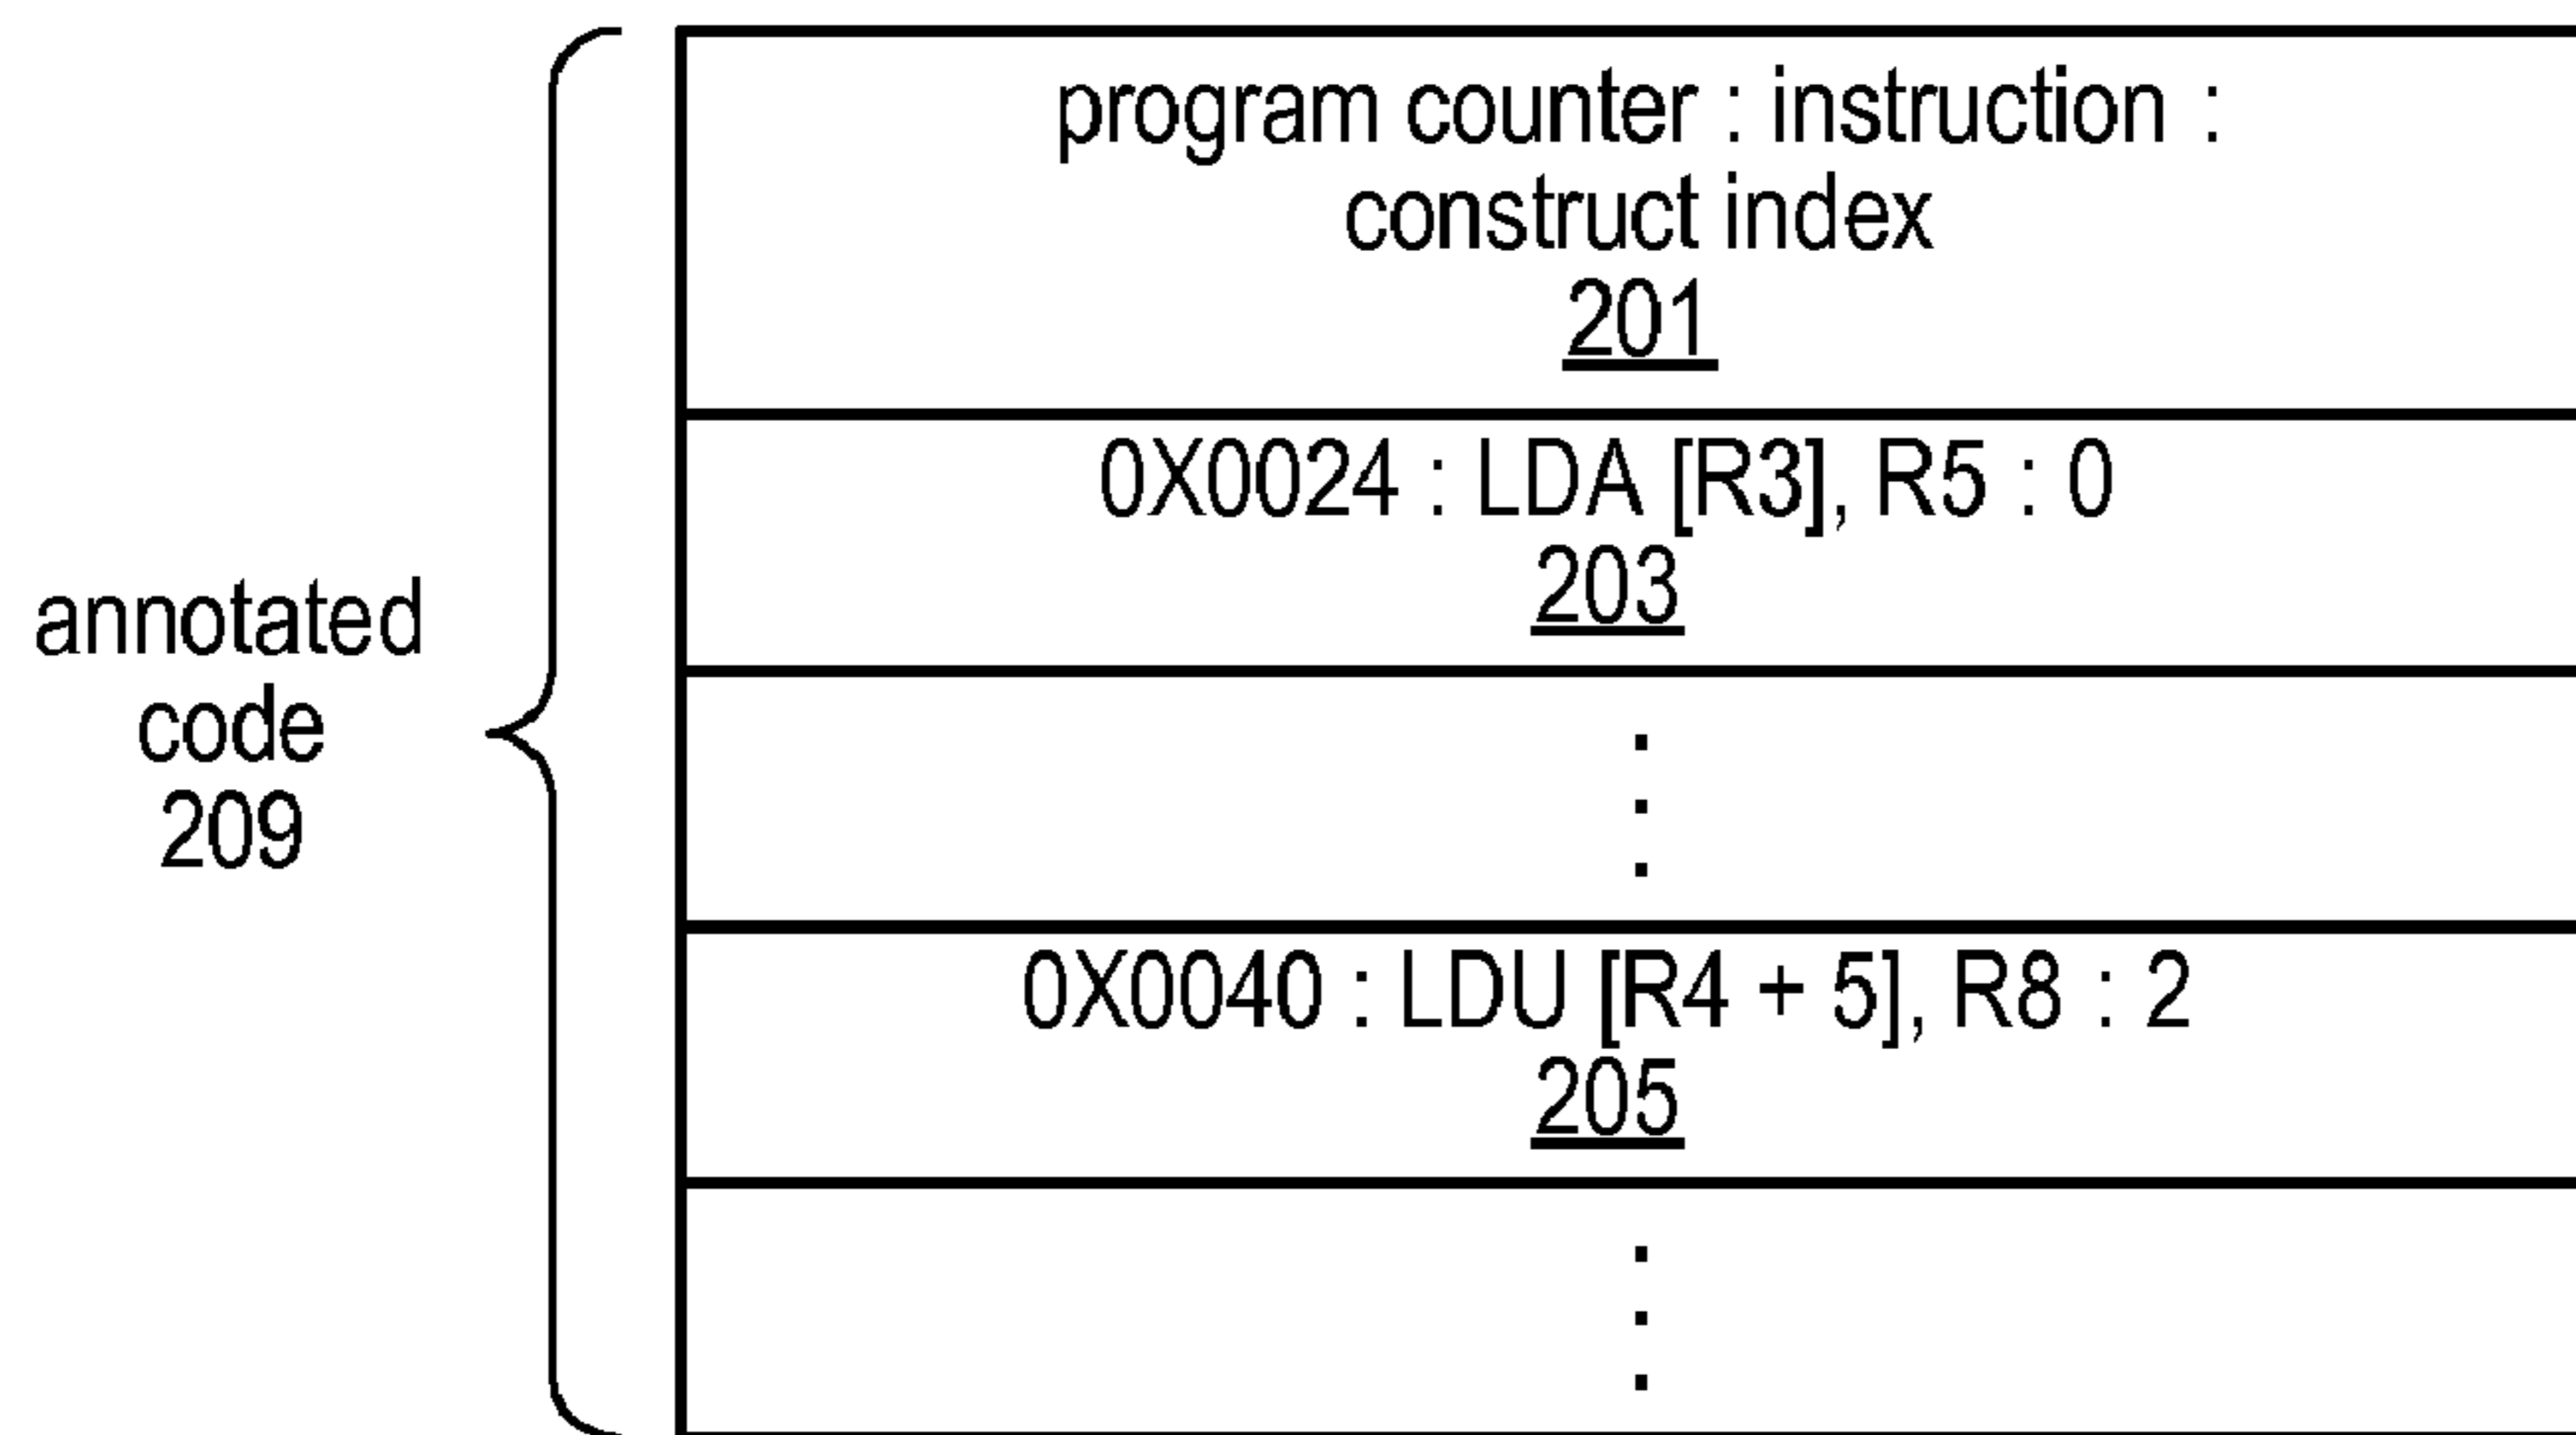 program counter : instruction :
construct index
201
0X0024 : LDA [R3], R5 : 0
203
annotated
code
209
0X0040 : LDU [R4 + 5], R8 : 2
205